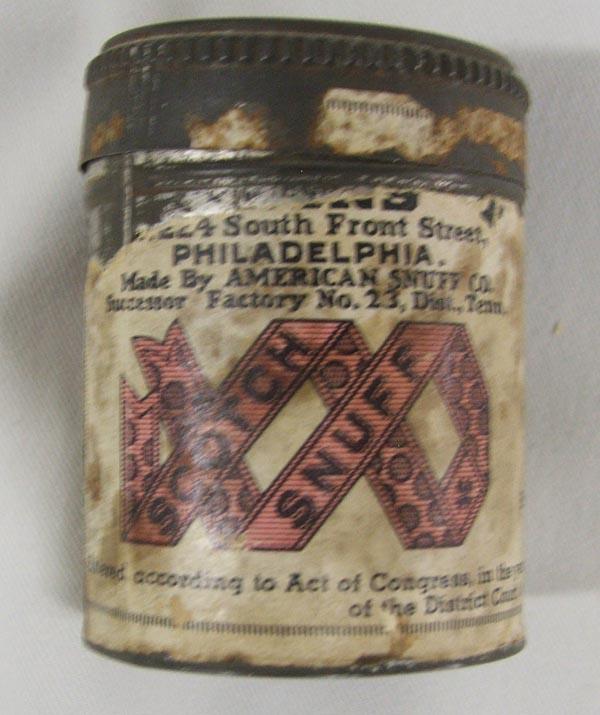 224 South Front Street,
PHILADELPHIA.
Made By AMERICAN SNUFF CO.
Successor Factory No. 23, Dist., Tenn.
SCOTCH
SNUFF
according to Act of Congress, in the
of the District Court